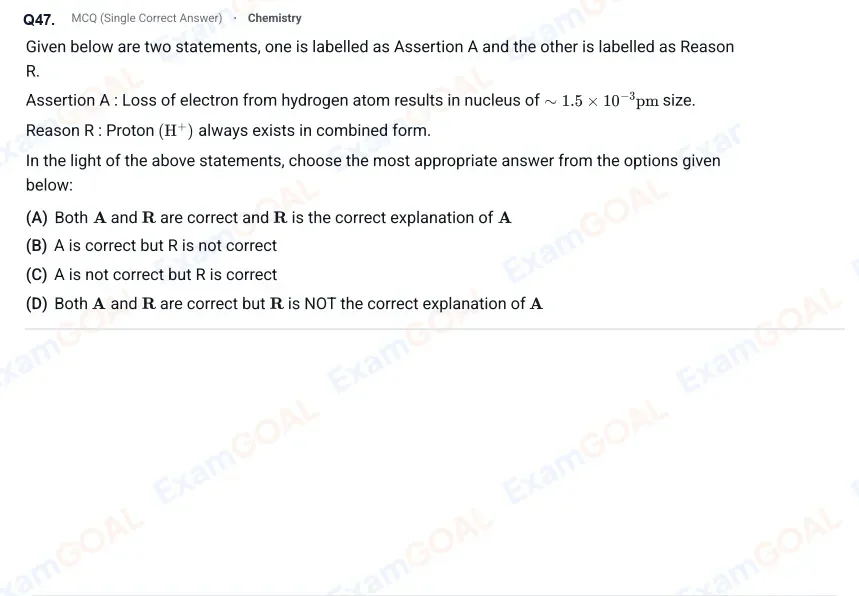 Q47. MCQ (Single Correct Answer) · Chemistry
Given below are two statements, one is labelled as Assertion A and the other is labelled as Reason
R.
Assertion A : Loss of electron from hydrogen atom results in nucleus of ∼ 1.5 × 10⁻³pm size.
Reason R : Proton (H⁺) always exists in combined form.
In the light of the above statements, choose the most appropriate answer from the options given
below:
(A) Both A and R are correct and R is the correct explanation of A
(B) A is correct but R is not correct
(C) A is not correct but R is correct
(D) Both A and R are correct but R is NOT the correct explanation of A
ExamGOAL